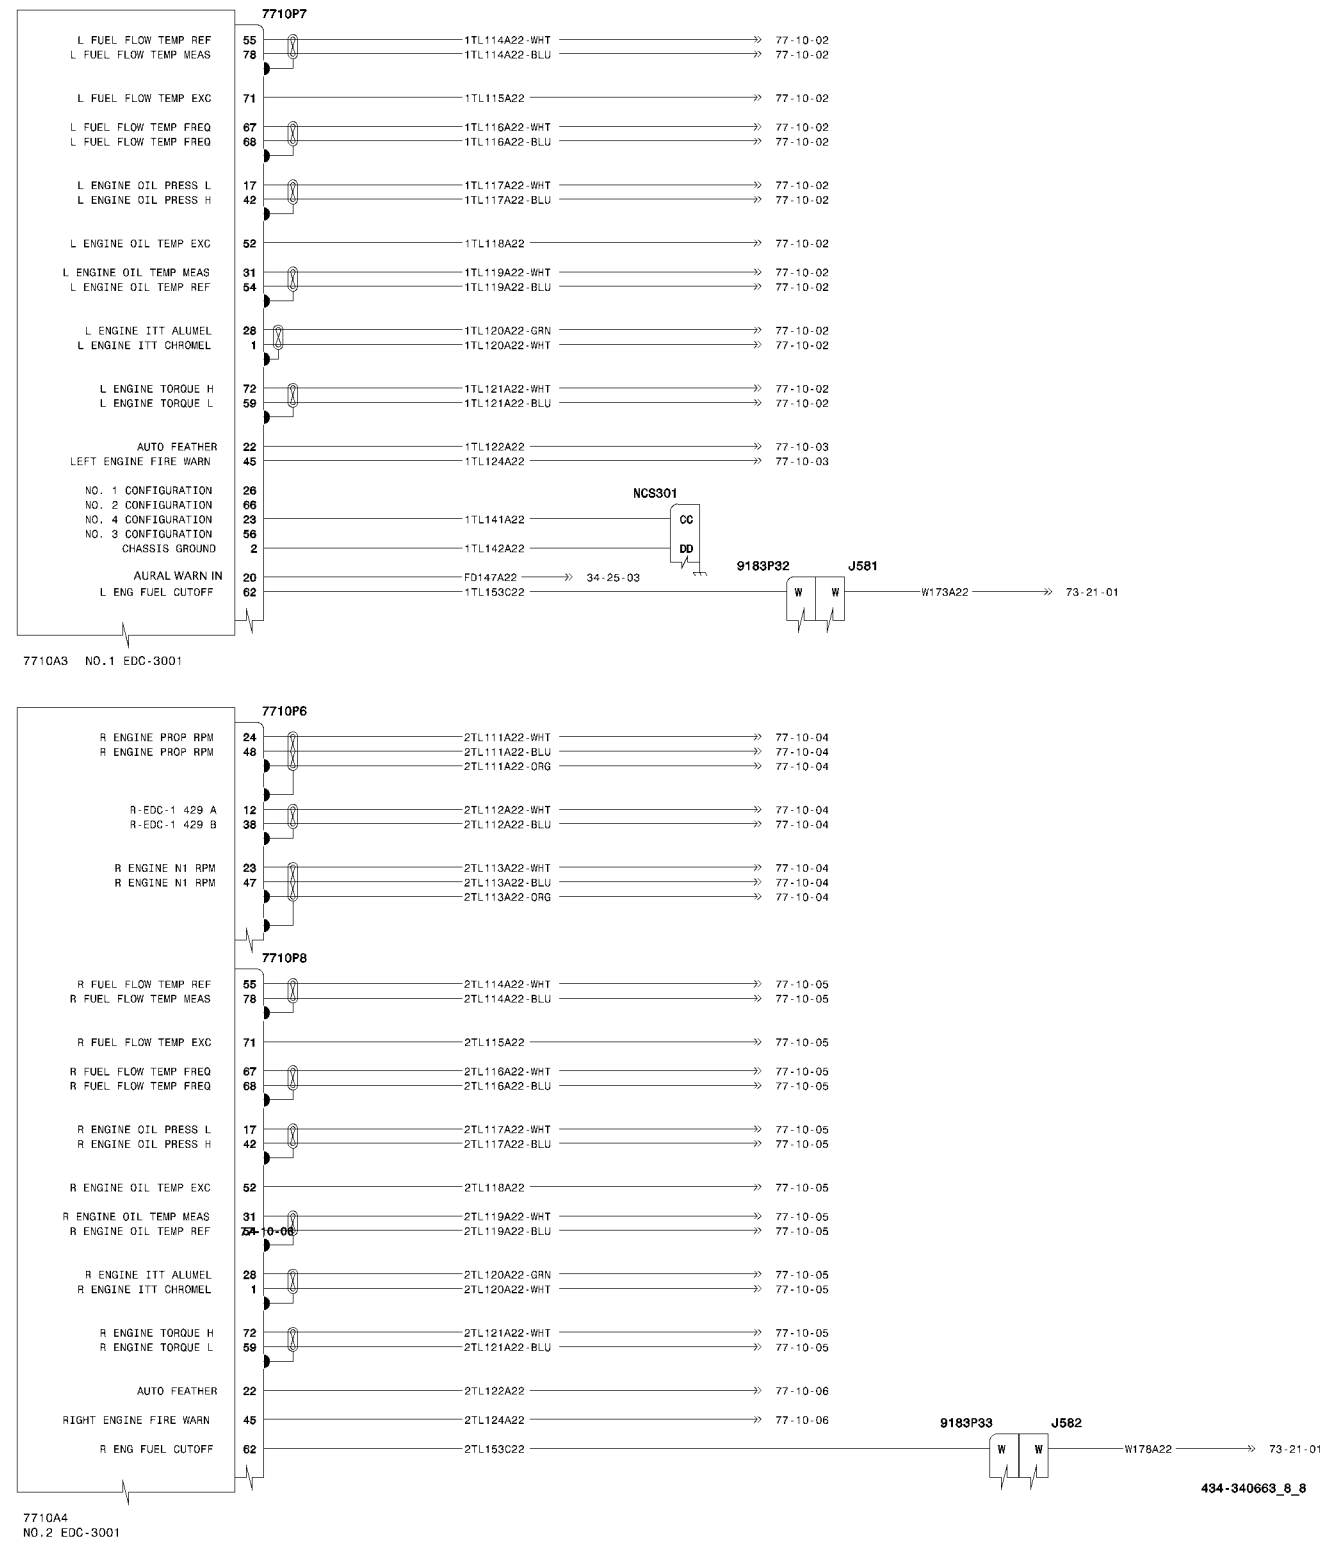 7710P7
L FUEL FLOW TEMP REF 55 1TL114A22-WHT 77-10-02
L FUEL FLOW TEMP MEAS 78 1TL114A22-BLU 77-10-02
L FUEL FLOW TEMP EXC 71 1TL115A22 77-10-02
L FUEL FLOW TEMP FREQ 67 1TL116A22-WHT 77-10-02
L FUEL FLOW TEMP FREQ 68 1TL116A22-BLU 77-10-02
L ENGINE OIL PRESS L 17 1TL117A22-WHT 77-10-02
L ENGINE OIL PRESS H 42 1TL117A22-BLU 77-10-02
L ENGINE OIL TEMP EXC 52 1TL118A22 77-10-02
L ENGINE OIL TEMP MEAS 31 1TL119A22-WHT 77-10-02
L ENGINE OIL TEMP REF 54 1TL119A22-BLU 77-10-02
L ENGINE ITT ALUMEL 28 1TL120A22-GRN 77-10-02
L ENGINE ITT CHROMEL 1 1TL120A22-WHT 77-10-02
L ENGINE TORQUE H 72 1TL121A22-WHT 77-10-02
L ENGINE TORQUE L 59 1TL121A22-BLU 77-10-02
AUTO FEATHER 22 1TL122A22 77-10-03
LEFT ENGINE FIRE WARN 45 1TL124A22 77-10-03
NO. 1 CONFIGURATION 26 NCS301
NO. 2 CONFIGURATION 66
NO. 4 CONFIGURATION 23 1TL141A22 CC
NO. 3 CONFIGURATION 56
CHASSIS GROUND 2 1TL142A22 DD
9183P32 J581
AURAL WARN IN 20 FD147A22 34-25-03
L ENG FUEL CUTOFF 62 1TL153C22 W W W173A22 73-21-01
7710A3 NO.1 EDC-3001
7710P6
R ENGINE PROP RPM 24 2TL111A22-WHT 77-10-04
R ENGINE PROP RPM 48 2TL111A22-BLU 77-10-04
2TL111A22-ORG 77-10-04
R-EDC-1 429 A 12 2TL112A22-WHT 77-10-04
R-EDC-1 429 B 38 2TL112A22-BLU 77-10-04
R ENGINE N1 RPM 23 2TL113A22-WHT 77-10-04
R ENGINE N1 RPM 47 2TL113A22-BLU 77-10-04
2TL113A22-ORG 77-10-04
7710P8
R FUEL FLOW TEMP REF 55 2TL114A22-WHT 77-10-05
R FUEL FLOW TEMP MEAS 78 2TL114A22-BLU 77-10-05
R FUEL FLOW TEMP EXC 71 2TL115A22 77-10-05
R FUEL FLOW TEMP FREQ 67 2TL116A22-WHT 77-10-05
R FUEL FLOW TEMP FREQ 68 2TL116A22-BLU 77-10-05
R ENGINE OIL PRESS L 17 2TL117A22-WHT 77-10-05
R ENGINE OIL PRESS H 42 2TL117A22-BLU 77-10-05
R ENGINE OIL TEMP EXC 52 2TL118A22 77-10-05
R ENGINE OIL TEMP MEAS 31 2TL119A22-WHT 77-10-05
R ENGINE OIL TEMP REF 2TL119A22-BLU 77-10-05
R ENGINE ITT ALUMEL 28 2TL120A22-GRN 77-10-05
R ENGINE ITT CHROMEL 1 2TL120A22-WHT 77-10-05
R ENGINE TORQUE H 72 2TL121A22-WHT 77-10-05
R ENGINE TORQUE L 59 2TL121A22-BLU 77-10-05
AUTO FEATHER 22 2TL122A22 77-10-06
RIGHT ENGINE FIRE WARN 45 2TL124A22 77-10-06
9183P33 J582
R ENG FUEL CUTOFF 62 2TL153C22 W W W178A22 73-21-01
434-340663_8_8
7710A4
NO.2 EDC-3001